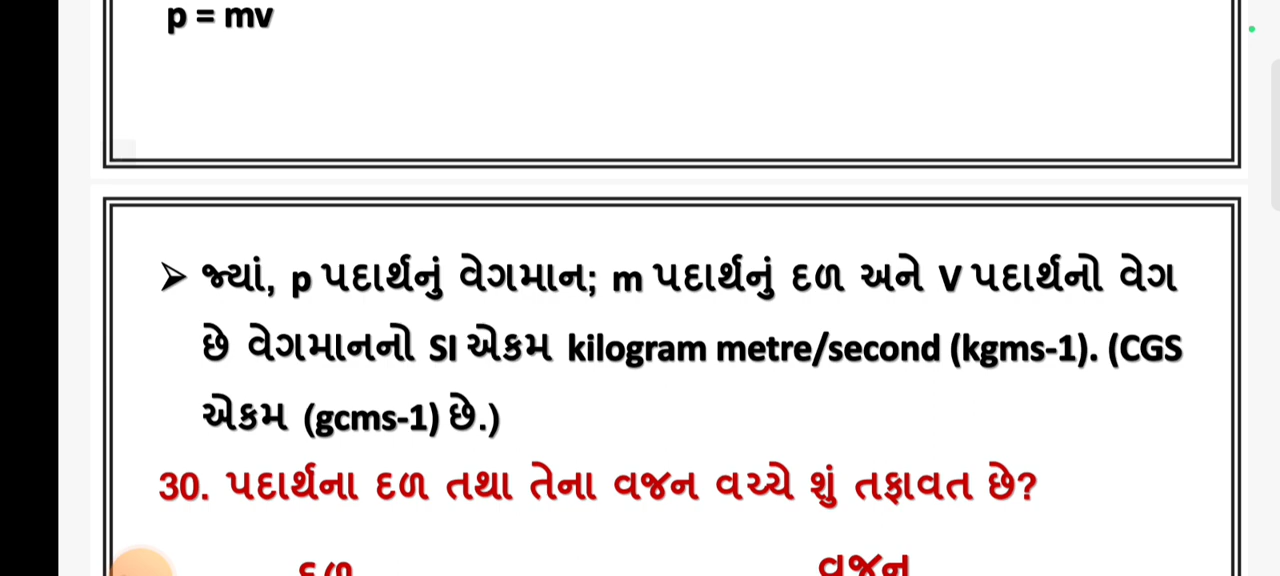 p = mv
➢ જ્યાં, p પદાર્થનું વેગમાન; m પદાર્થનું દળ અને v પદાર્થનો વેગ
છે વેગમાનનો SI એકમ kilogram metre/second (kgms-1). (CGS
એકમ (gcms-1) છે.)
30. પદાર્થના દળ તથા તેના વજન વચ્ચે શું તફાવત છે?
દળ વજન